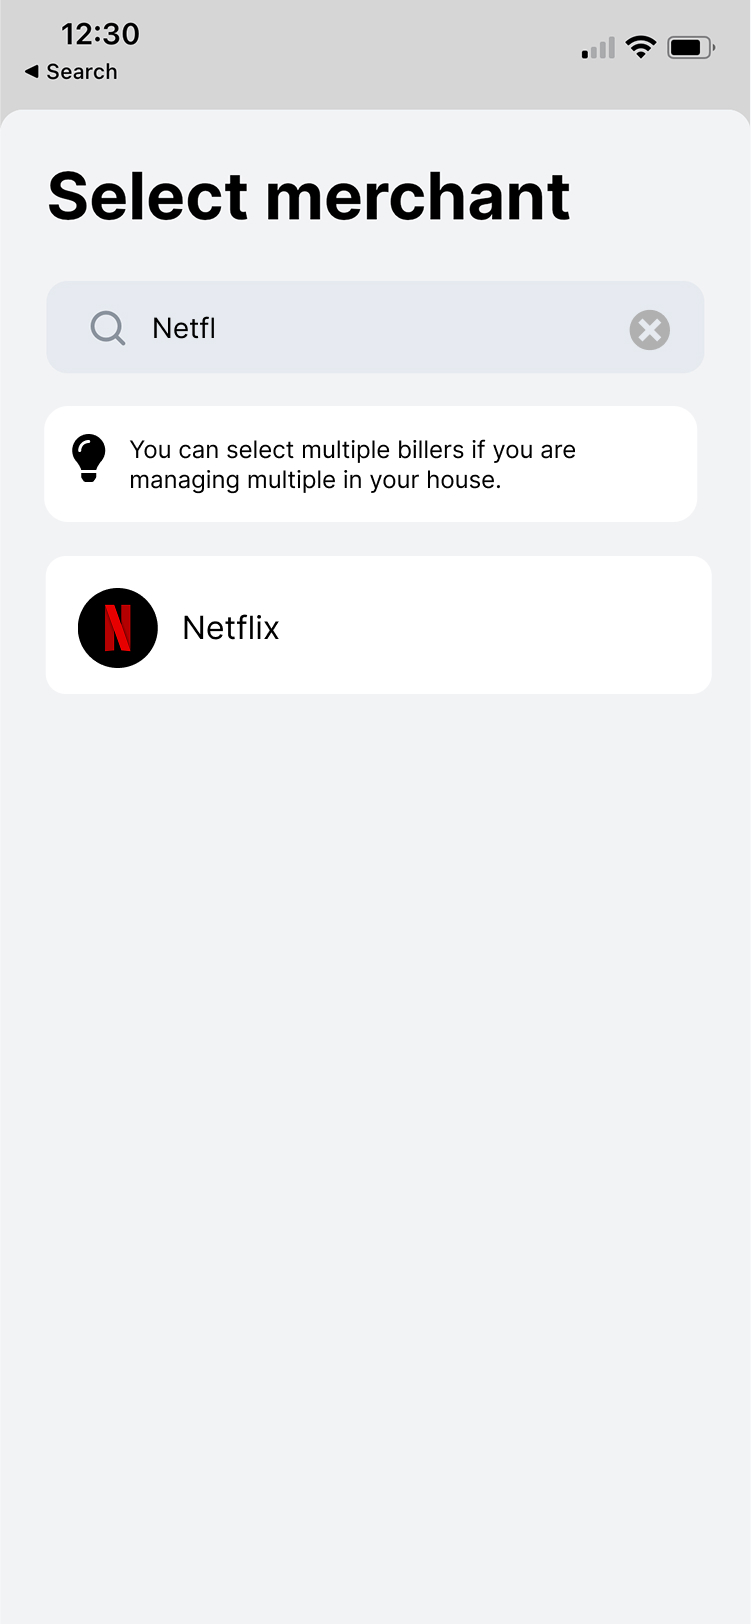 12:30
Search
Select merchant
Netfl
You can select multiple billers if you are
managing multiple in your house.
N
Netflix